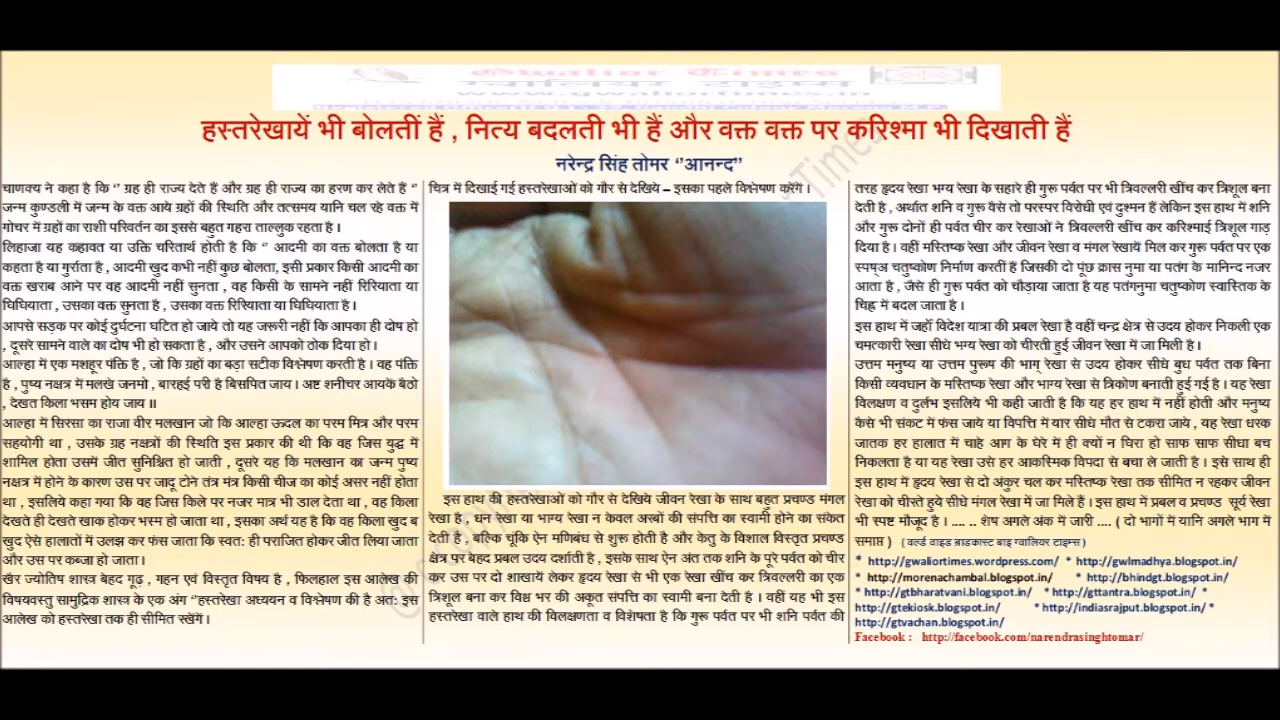 Gwalior Times
ग्वालियर टाइम्स
www.gwaliortimes.in
हस्तरेखायें भी बोलतीं हैं , नित्य बदलती भी हैं और वक्त वक्त पर करिश्मा भी दिखाती हैं
नरेन्द्र सिंह तोमर ‘’आनन्द’’
चाणक्य ने कहा है कि ‘’ ग्रह ही राज्य देते हैं और ग्रह ही राज्य का हरण कर लेते हैं ‘’
जन्म कुण्डली में जन्म के वक्त आये ग्रहों की स्थिति और तत्समय यानि चल रहे वक्त में
गोचर में ग्रहों का राशी परिवर्तन का इससे बहुत गहरा ताल्लुक रहता है ।
लिहाजा यह कहावत या उक्ति चरितार्थ होती है कि ‘’ आदमी का वक्त बोलता है या
कहता है या गुर्राता है , आदमी खुद कभी नहीं कुछ बोलता, इसी प्रकार किसी आदमी का
वक्त खराब आने पर वह आदमी नहीं सुनता , वह किसी के सामने नहीं रिरियाता या
घिघियाता , उसका वक्त सुनता है , उसका वक्त रिरियाता या घिघियाता है ।
आपसे सड़क पर कोई दुर्घटना घटित हो जाये तो यह जरूरी नहीं कि आपका ही दोष हो
, दूसरे सामने वाले का दोष भी हो सकता है , और उसने आपको ठोक दिया हो ।
आल्हा में एक मशहूर पंक्ति है , जो कि ग्रहों का बड़ा सटीक विश्लेषण करती है । वह पंक्ति
है , पुष्य नक्षत्र में मलखे जनमो , बारहई परी है बिसपित जाय । अष्ट शनीचर आयकें बैठो
, देखत किला भसम होय जाय ॥
आल्हा में सिरसा का राजा वीर मलखान जो कि आल्हा ऊदल का परम मित्र और परम
सहयोगी था , उसके ग्रह नक्षत्रों की स्थिति इस प्रकार की थी कि वह जिस युद्ध में
शामिल होता उसमें जीत सुनिश्चित हो जाती , दूसरे यह कि मलखान का जन्म पुष्य
नक्षत्र में होने के कारण उस पर जादू टोने तंत्र मंत्र किसी चीज का कोई असर नहीं होता
था , इसलिये कहा गया कि वह जिस किले पर नजर मात्र भी डाल देता था , वह किला
देखते ही देखते खाक होकर भस्म हो जाता था , इसका अर्थ यह है कि वह किला खुद ब
खुद ऐसे हालातों में उलझ कर फंस जाता कि स्वत: ही पराजित होकर जीत लिया जाता
और उस पर कब्जा हो जाता ।
खैर ज्योतिष शास्त्र बेहद गूढ़ , गहन एवं विस्तृत विषय है , फिलहाल इस आलेख की
विषयवस्तु सामुद्रिक शास्त्र के एक अंग ‘’हस्तरेखा अध्ययन व विश्लेषण की है अत: इस
आलेख को हस्तरेखा तक ही सीमित रखेंगें ।
चित्र में दिखाई गई हस्तरेखाओं को गौर से देखिये – इसका पहले विश्लेषण करेंगे ।
इस हाथ की हस्तरेखाओं को गौर से देखिये जीवन रेखा के साथ बहुत प्रचण्ड मंगल
रेखा है , धन रेखा या भाग्य रेखा न केवल अरबों की संपत्ति का स्वामी होने का संकेत
देती है , बल्कि चूंकि ऐन मणिबंध से शुरू होती है और केतु के विशाल विस्तृत प्रचण्ड
क्षेत्र पर बेहद प्रबल उदय दर्शाती है , इसके साथ ऐन अंत तक शनि के पूरे पर्वत को चीर
कर उस पर दो शाखायें लेकर हृदय रेखा से भी एक रेखा खींच कर त्रिवल्लरी का एक
त्रिशूल बना कर विश्व भर की अकूत संपत्ति का स्वामी बना देती है । वहीं यह भी इस
हस्तरेखा वाले हाथ की विलक्षणता व विशेषता है कि गुरू पर्वत पर भी शनि पर्वत की
तरह हृदय रेखा भग्य रेखा के सहारे ही गुरू पर्वत पर भी त्रिवल्लरी खींच कर त्रिशूल बना
देती है , अर्थात शनि व गुरू वैसे तो परस्पर विरोधी एवं दुश्मन हैं लेकिन इस हाथ में शनि
और गुरू दोनों ही पर्वत चीर कर रेखाओं ने त्रिवल्लरी खींच कर करिश्माई त्रिशूल गाड़
दिया है । वहीं मस्तिष्क रेखा और जीवन रेखा व मंगल रेखायें मिल कर गुरू पर्वत पर एक
स्पष्अ चतुष्कोण निर्माण करतीं हैं जिसकी दो पूंछ क्रास नुमा या पतंग के मानिन्द नजर
आता है , जैसे ही गुरू पर्वत को चौड़ाया जाता है यह पतंगनुमा चतुष्कोण स्वास्तिक के
चिह्न में बदल जाता है ।
इस हाथ में जहॉं विदेश यात्रा की प्रबल रेखा है वहीं चन्द्र क्षेत्र से उदय होकर निकली एक
चमत्कारी रेखा सीधे भग्य रेखा को चीरती हुई जीवन रेखा में जा मिली है ।
उत्तम मनुष्य या उत्तम पुरूष की भाग् रेखा से उदय होकर सीधे बुध पर्वत तक बिना
किसी व्यवधान के मस्तिष्क रेखा और भाग्य रेखा से त्रिकोण बनाती हुई गई है । यह रेखा
विलक्षण व दुर्लभ इसलिये भी कही जाती है कि यह हर हाथ में नहीं होती और मनुष्य
कैसे भी संकट में फंस जाये या विपत्ति में यार सीधे मौत से टकरा जाये , यह रेखा धरक
जातक हर हालात में चाहे आग के घेरे में ही क्यों न घिरा हो साफ साफ सीधा बच
निकलता है या यह रेखा उसे हर आकस्मिक विपदा से बचा ले जाती है । इसे साथ ही
इस हाथ में हृदय रेखा से दो अंकुर चल कर मस्तिष्क रेखा तक सीमित न रहकर जीवन
रेखा को चीरते हुये सीधे मंगल रेखा में जा मिले हैं । इस हाथ में प्रबल व प्रचण्ड सूर्य रेखा
भी स्पष्ट मौजूद है । .... .. शेष अगले अंक में जारी .... ( दो भागों में यानि अगले भाग में
समाप्त ) ( वर्ल्ड वाइड ब्राडकास्ट बाइ ग्वालियर टाइम्स )
* http://gwaliortimes.wordpress.com/ * http://gwlmadhya.blogspot.in/
* http://morenachambal.blogspot.in/ * http://bhindgt.blogspot.in/
* http://gtbharatvani.blogspot.in/ * http://gttantra.blogspot.in/ *
http://gtekiosk.blogspot.in/ * http://indiasrajput.blogspot.in/ *
http://gtvachan.blogspot.in/
Facebook : http://facebook.com/narendrasinghtomar/